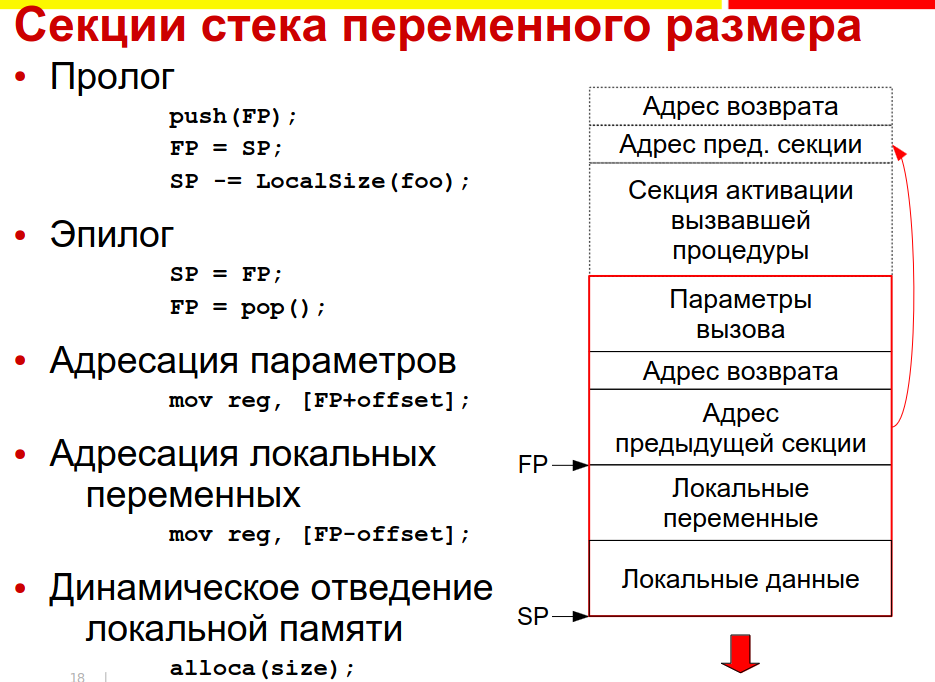 Секции стека переменного размера
• Пролог
push(FP);
FP = SP;
SP -= LocalSize(foo);
• Эпилог
SP = FP;
FP = pop();
• Адресация параметров
mov reg, [FP+offset];
• Адресация локальных
переменных
mov reg, [FP-offset];
• Динамическое отведение
локальной памяти
alloca(size);
18 |
Адрес возврата
Адрес пред. секции
Секция активации
вызвавшей
процедуры
Параметры
вызова
Адрес возврата
Адрес
предыдущей секции
FP
Локальные
переменные
Локальные данные
SP